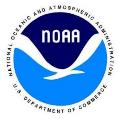 NATIONAL OCEANIC AND ATMOSPHERIC ADMINISTRATION
NOAA
U.S. DEPARTMENT OF COMMERCE